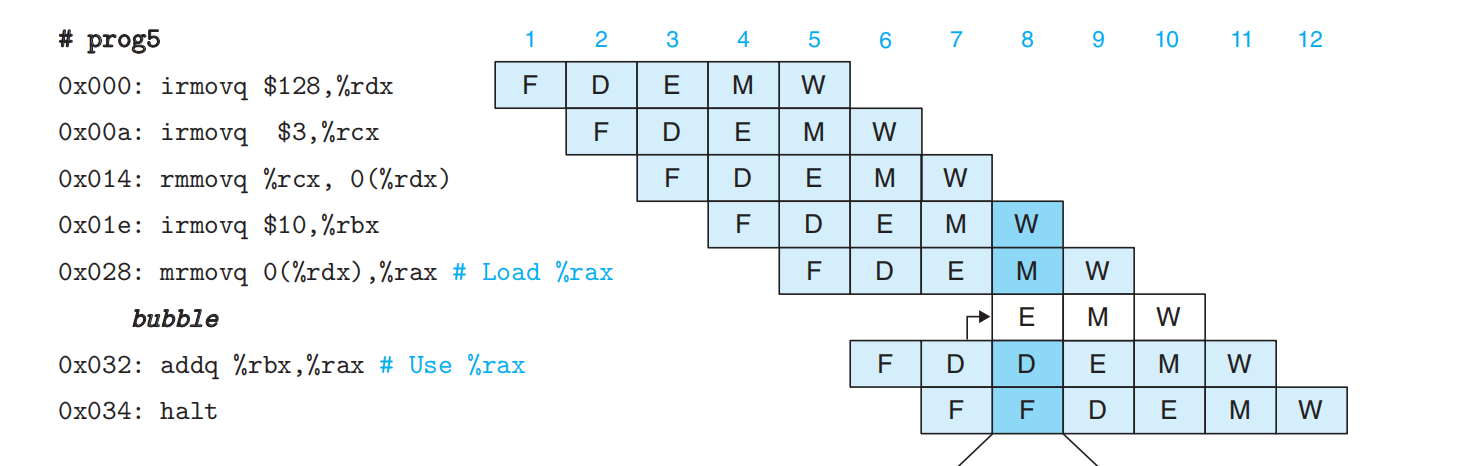 # prog5 1 2 3 4 5 6 7 8 9 10 11 12
0x000: irmovq $128,%rdx F D E M W
0x00a: irmovq  $3,%rcx F D E M W
0x014: rmmovq %rcx, 0(%rdx) F D E M W
0x01e: irmovq $10,%rbx F D E M W
0x028: mrmovq 0(%rdx),%rax # Load %rax F D E M W
bubble E M W
0x032: addq %rbx,%rax # Use %rax F D D E M W
0x034: halt F F D E M W